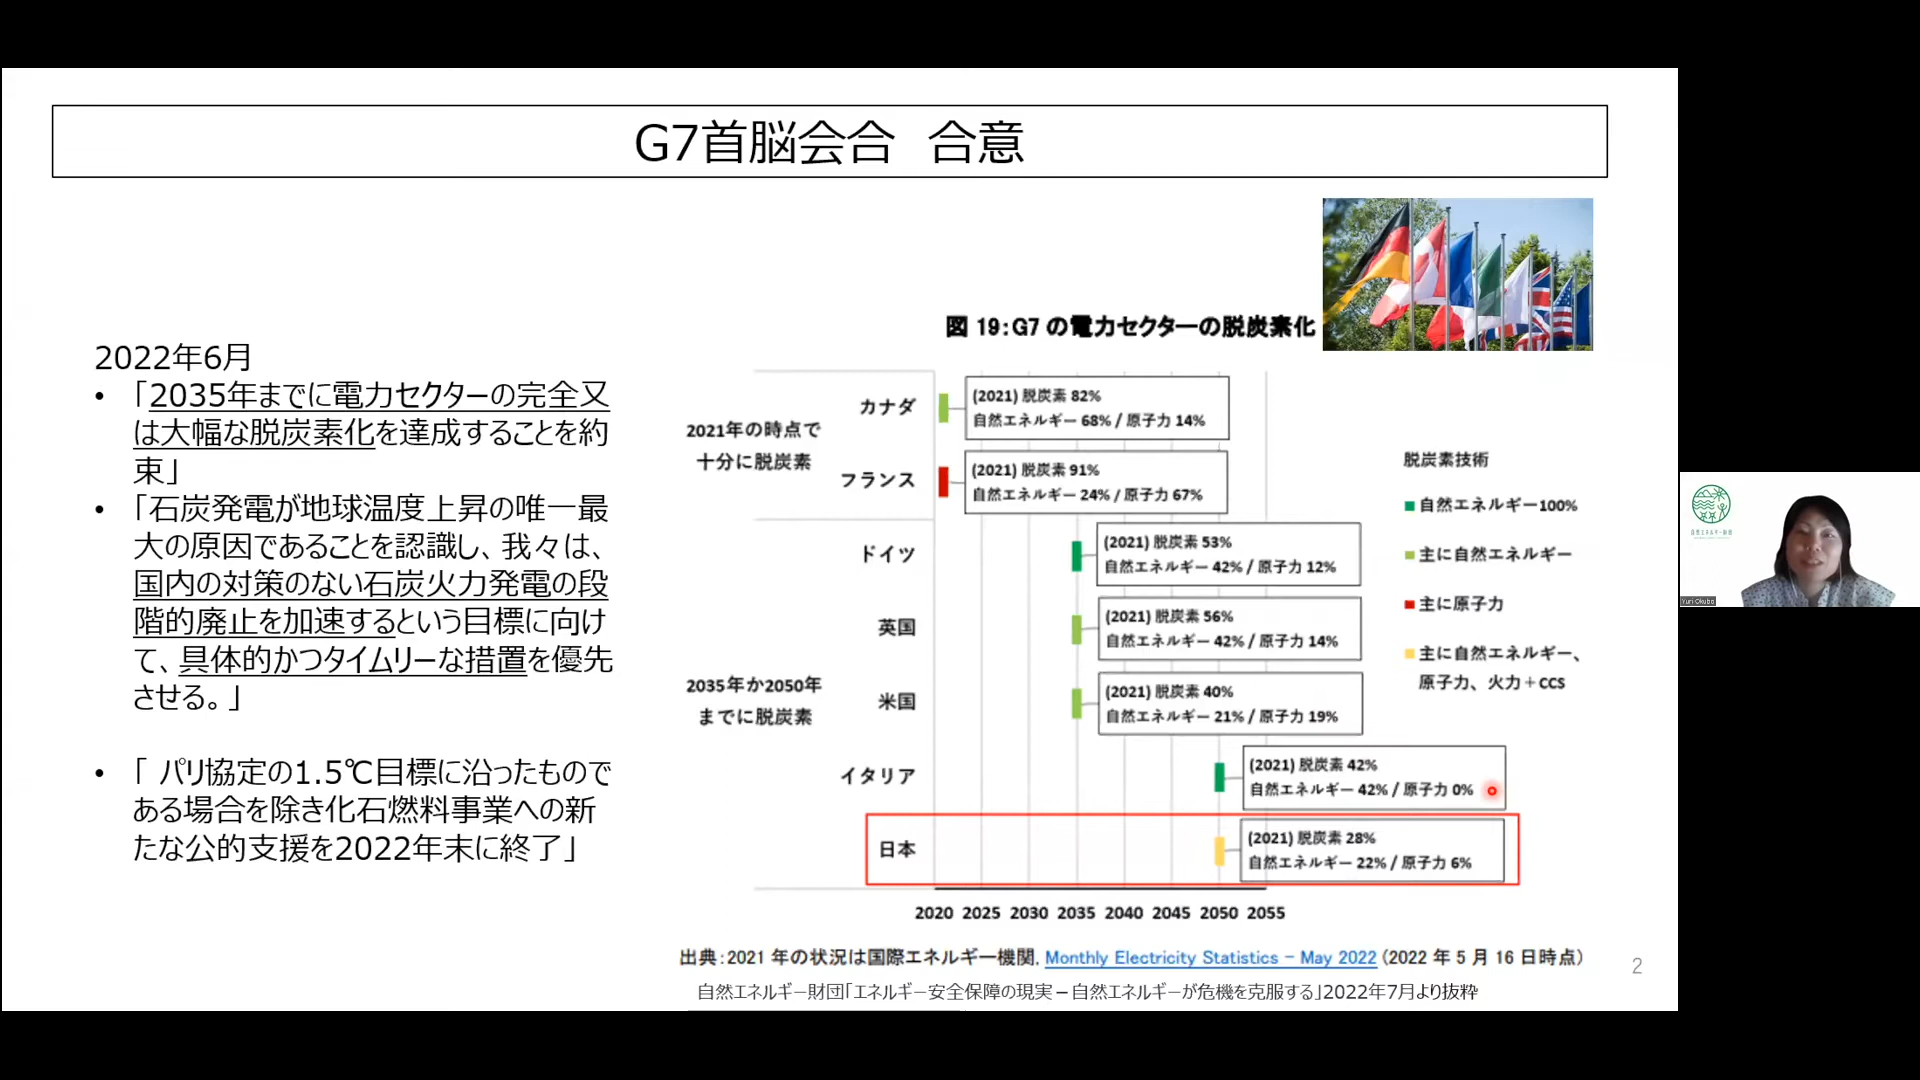 G7首脳会合　合意
2022年6月
• 「2035年までに電力セクターの完全又
は大幅な脱炭素化を達成することを約
束」
• 「石炭発電が地球温度上昇の唯一最
大の原因であることを認識し、我々は、
国内の対策のない石炭火力発電の段
階的廃止を加速するという目標に向け
て、具体的かつタイムリーな措置を優先
させる。」
• 「 パリ協定の1.5℃目標に沿ったもので
ある場合を除き化石燃料事業への新
たな公的支援を2022年末に終了」
図 19：G7 の電力セクターの脱炭素化
2021年の時点で
十分に脱炭素
カナダ
(2021) 脱炭素 82%
自然エネルギー 68% / 原子力 14%
フランス
(2021) 脱炭素 91%
自然エネルギー 24% / 原子力 67%
2035年か2050年
までに脱炭素
ドイツ
(2021) 脱炭素 53%
自然エネルギー 42% / 原子力 12%
英国
(2021) 脱炭素 56%
自然エネルギー 42% / 原子力 14%
米国
(2021) 脱炭素 40%
自然エネルギー 21% / 原子力 19%
イタリア
(2021) 脱炭素 42%
自然エネルギー 42% / 原子力 0%
日本
(2021) 脱炭素 28%
自然エネルギー 22% / 原子力 6%
2020 2025 2030 2035 2040 2045 2050 2055
脱炭素技術
自然エネルギー100%
主に自然エネルギー
主に原子力
主に自然エネルギー、
原子力、火力＋CCS
出典：2021 年の状況は国際エネルギー機関, Monthly Electricity Statistics – May 2022 (2022 年 5 月 16 日時点)
自然エネルギー財団「エネルギー安全保障の現実 – 自然エネルギーが危機を克服する」2022年7月より抜粋
2
自然エネルギー財団
Yuri Okubo